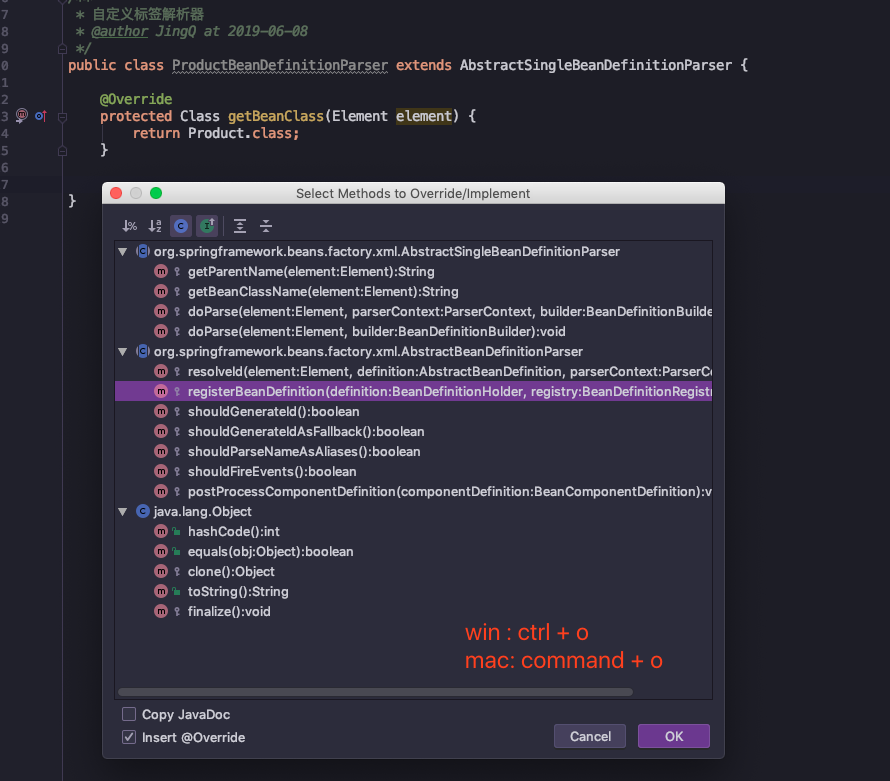 7
* 自定义标签解析器
8
* @author JingQ at 2019-06-08
9
*/
0
public class ProductBeanDefinitionParser extends AbstractSingleBeanDefinitionParser {
1
2
@Override
3
protected Class getBeanClass(Element element) {
4
return Product.class;
5
}
6
7
8
}
9
Select Methods to Override/Implement
org.springframework.beans.factory.xml.AbstractSingleBeanDefinitionParser
getParentName(element:Element):String
getBeanClassName(element:Element):String
doParse(element:Element, parserContext:ParserContext, builder:BeanDefinitionBuilde
doParse(element:Element, builder:BeanDefinitionBuilder):void
org.springframework.beans.factory.xml.AbstractBeanDefinitionParser
resolveId(element:Element, definition:AbstractBeanDefinition, parserContext:ParserCo
registerBeanDefinition(definition:BeanDefinitionHolder, registry:BeanDefinitionRegistr
shouldGenerateId():boolean
shouldGenerateIdAsFallback():boolean
shouldParseNameAsAliases():boolean
shouldFireEvents():boolean
postProcessComponentDefinition(componentDefinition:BeanComponentDefinition):v
java.lang.Object
hashCode():int
equals(obj:Object):boolean
clone():Object
toString():String
finalize():void
win : ctrl + o
mac: command + o
Copy JavaDoc
Insert @Override
Cancel
OK